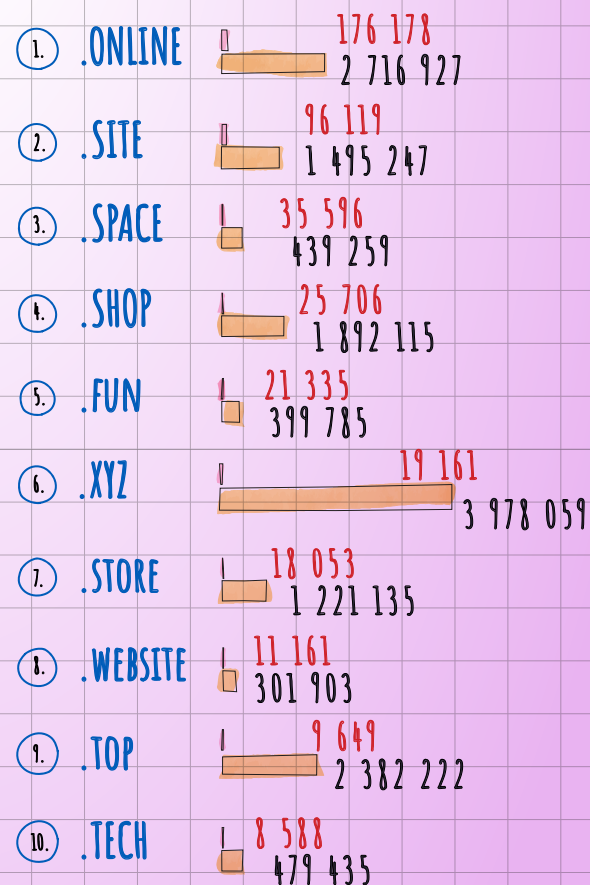 1. .ONLINE 176 178
2 716 927
2. .SITE 96 119
1 495 247
3. .SPACE 35 596
439 259
4. .SHOP 25 706
1 892 115
5. .FUN 21 335
399 785
6. .XYZ 19 161
3 978 059
7. .STORE 18 053
1 221 135
8. .WEBSITE 11 161
301 903
9. .TOP 9 649
2 382 222
10. .TECH 8 588
479 435